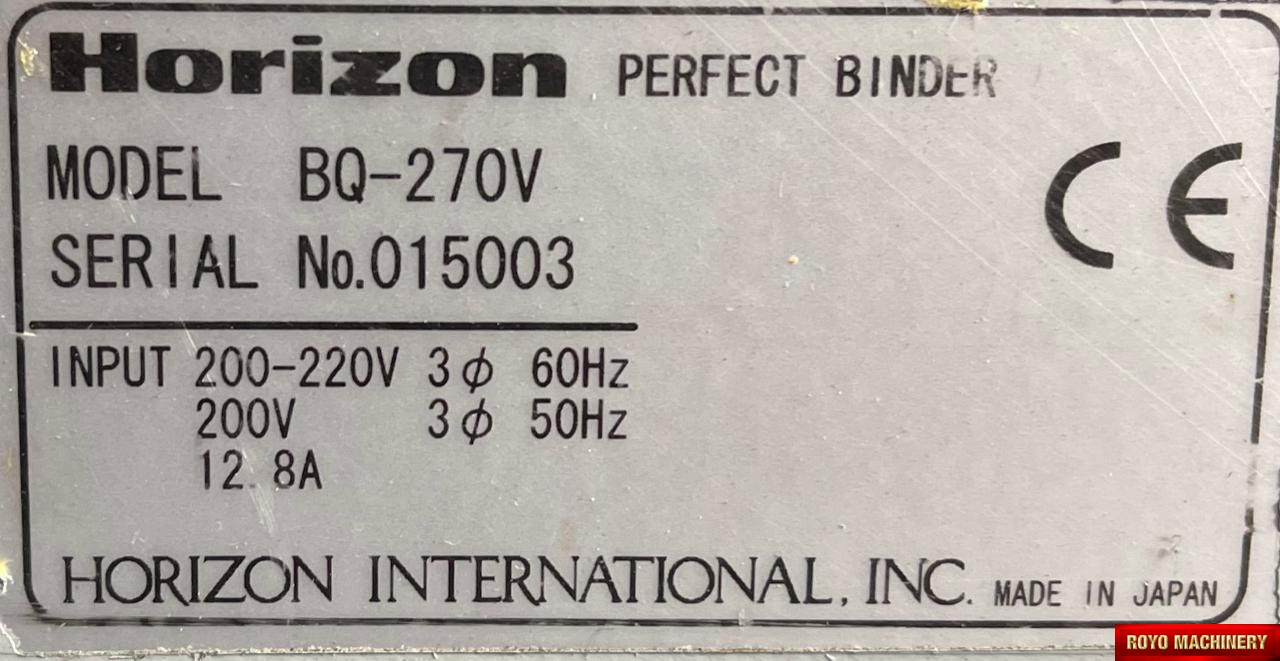 Horizon PERFECT BINDER
MODEL BQ-270V
CE
SERIAL No.015003
INPUT 200-220V 3φ 60Hz
200V 3φ 50Hz
12.8A
HORIZON INTERNATIONAL, INC. MADE IN JAPAN
ROYO MACHINERY